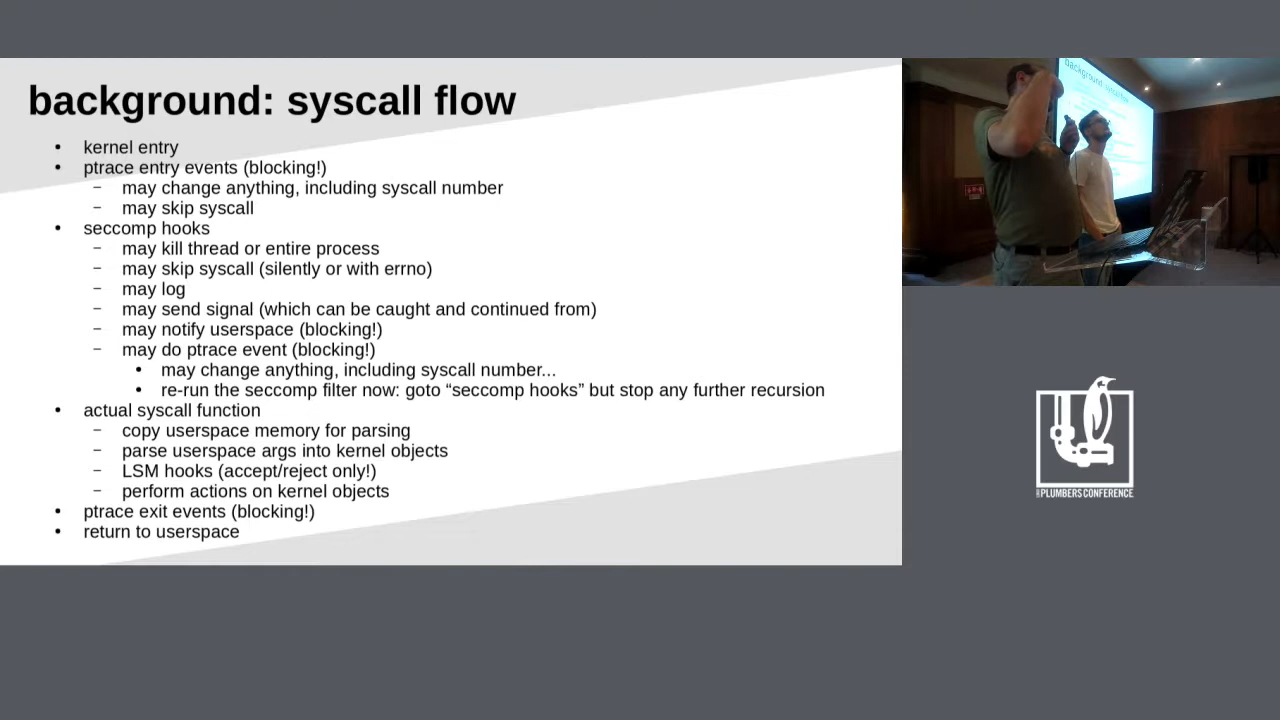 background: syscall flow
• kernel entry
• ptrace entry events (blocking!)
– may change anything, including syscall number
– may skip syscall
• seccomp hooks
– may kill thread or entire process
– may skip syscall (silently or with errno)
– may log
– may send signal (which can be caught and continued from)
– may notify userspace (blocking!)
– may do ptrace event (blocking!)
• may change anything, including syscall number...
• re-run the seccomp filter now: goto “seccomp hooks” but stop any further recursion
• actual syscall function
– copy userspace memory for parsing
– parse userspace args into kernel objects
– LSM hooks (accept/reject only!)
– perform actions on kernel objects
• ptrace exit events (blocking!)
• return to userspace
background: syscall flow
PLUMBERS CONFERENCE